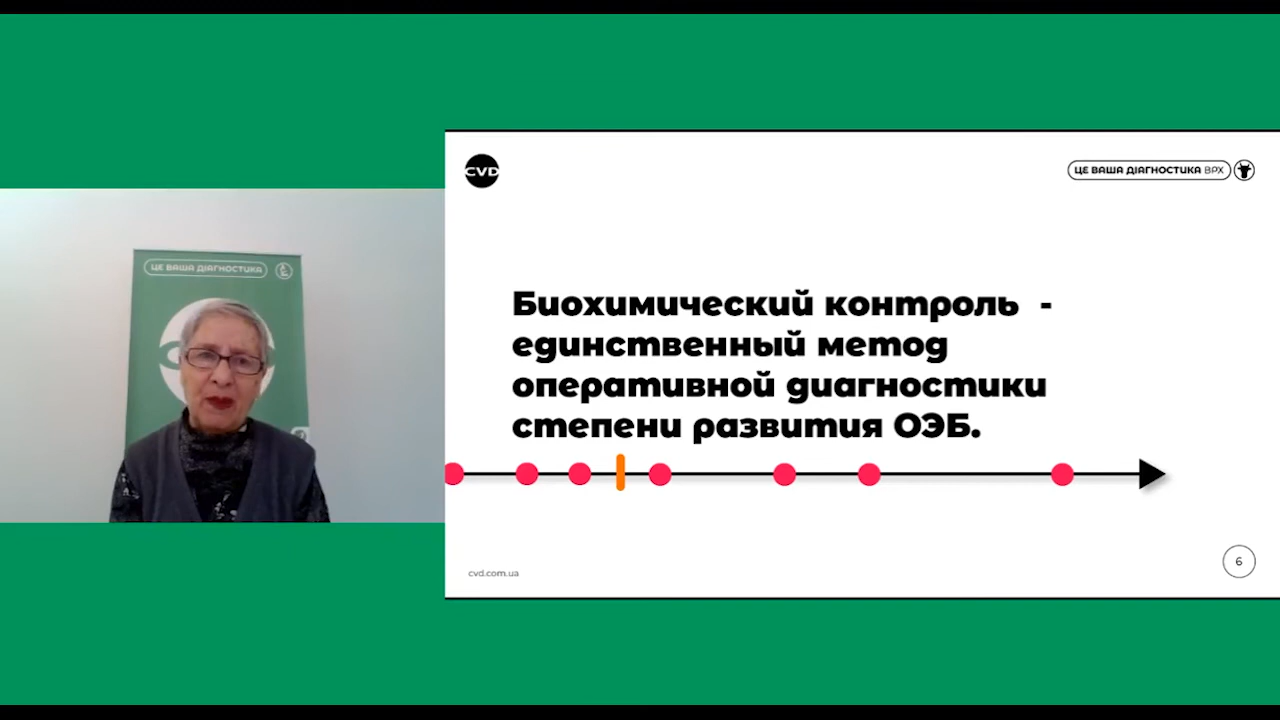 CVD
ЦЕ ВАША ДІАГНОСТИКА ВРХ
ЦЕ ВАША ДІАГНОСТИКА
Биохимический контроль -
единственный метод
оперативной диагностики
степени развития ОЭБ.
cvd.com.ua
6